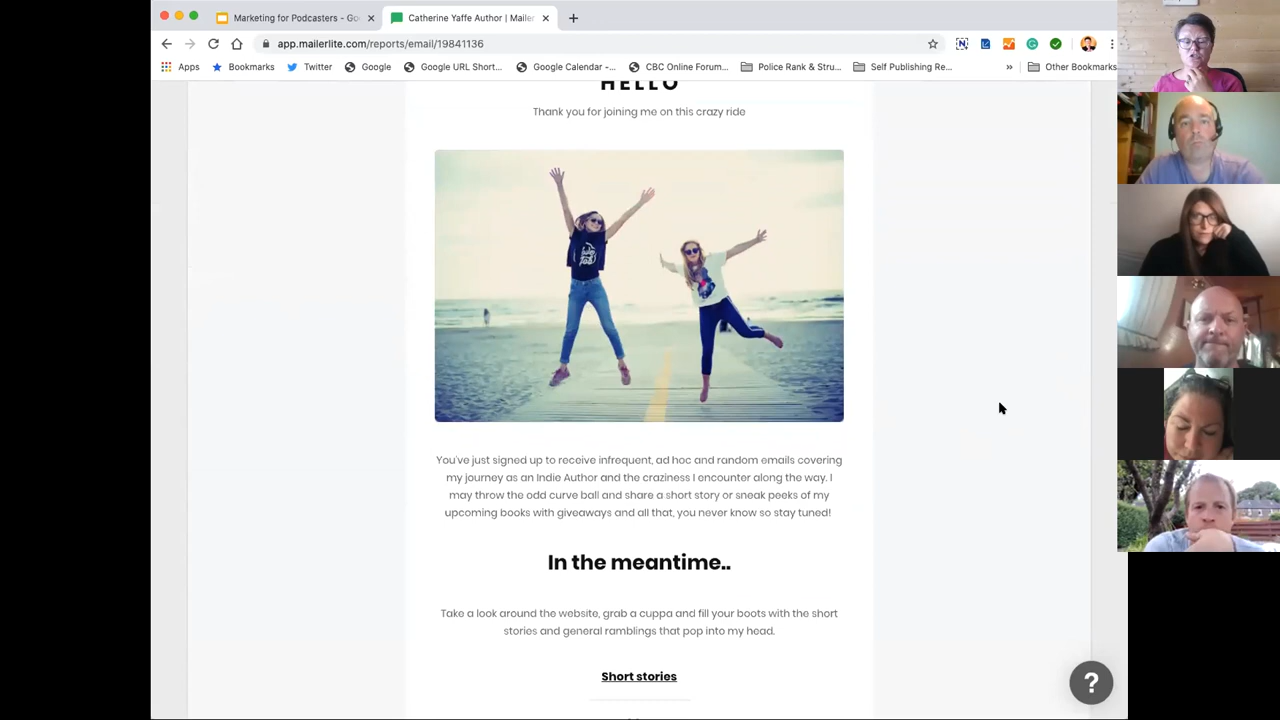 Marketing for Podcasters - Go
Catherine Yaffe Author | Mailer
app.mailerlite.com/reports/email/19841136
Apps
Bookmarks
Twitter
Google
Google URL Short...
Google Calendar -...
CBC Online Forum...
Police Rank & Stru...
Self Publishing Re...
»
Other Bookmarks
HELLO
Thank you for joining me on this crazy ride
You've just signed up to receive infrequent, ad hoc and random emails covering
my journey as an Indie Author and the craziness I encounter along the way. I
may throw the odd curve ball and share a short story or sneak peeks of my
upcoming books with giveaways and all that, you never know so stay tuned!
In the meantime..
Take a look around the website, grab a cuppa and fill your boots with the short
stories and general ramblings that pop into my head.
Short stories
?